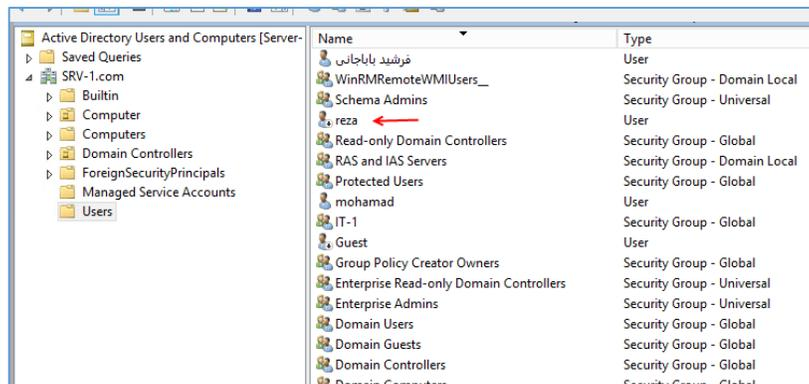 Active Directory Users and Computers [Server-
Saved Queries
SRV-1.com
Builtin
Computer
Computers
Domain Controllers
ForeignSecurityPrincipals
Managed Service Accounts
Users
Name Type
فرشید باباجانی User
WinRMRemoteWMIUsers__ Security Group - Domain Local
Schema Admins Security Group - Universal
reza User
Read-only Domain Controllers Security Group - Global
RAS and IAS Servers Security Group - Domain Local
Protected Users Security Group - Global
mohamad User
IT-1 Security Group - Global
Guest User
Group Policy Creator Owners Security Group - Global
Enterprise Read-only Domain Controllers Security Group - Universal
Enterprise Admins Security Group - Universal
Domain Users Security Group - Global
Domain Guests Security Group - Global
Domain Controllers Security Group - Global